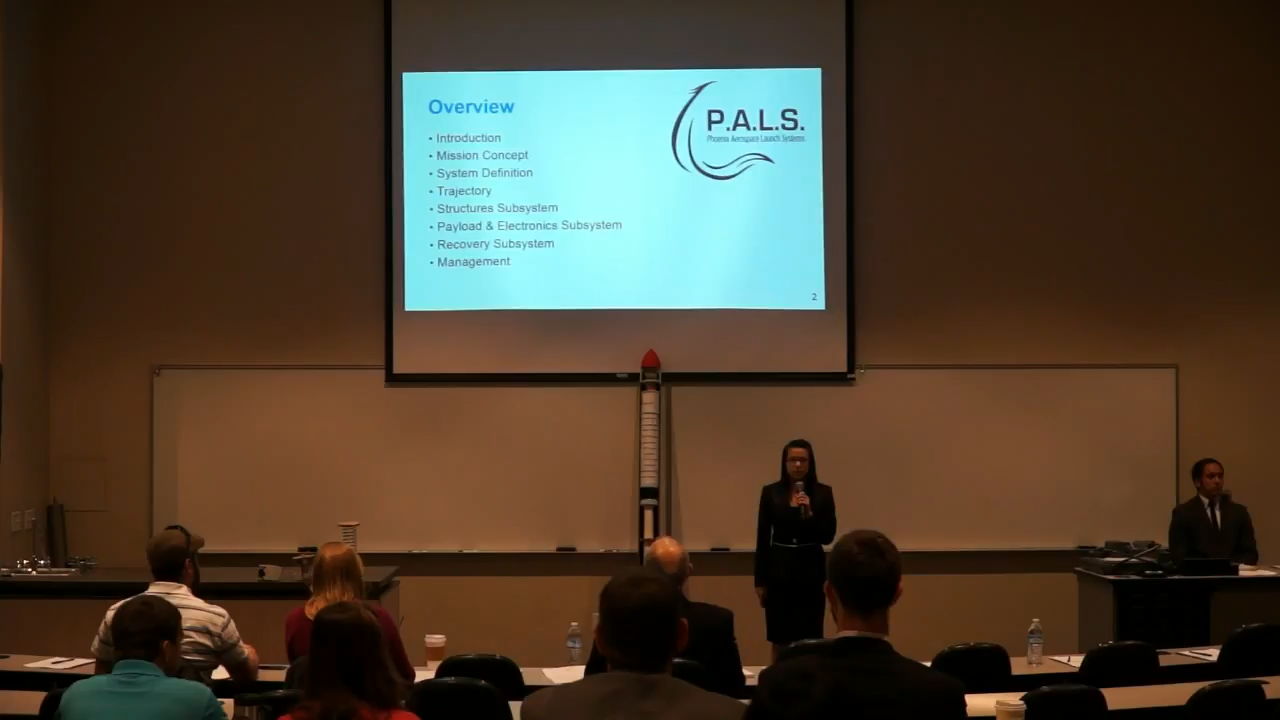 Overview
• Introduction
• Mission Concept
• System Definition
• Trajectory
• Structures Subsystem
• Payload & Electronics Subsystem
• Recovery Subsystem
• Management
P.A.L.S.
Phoenix Aerospace Launch Systems
2